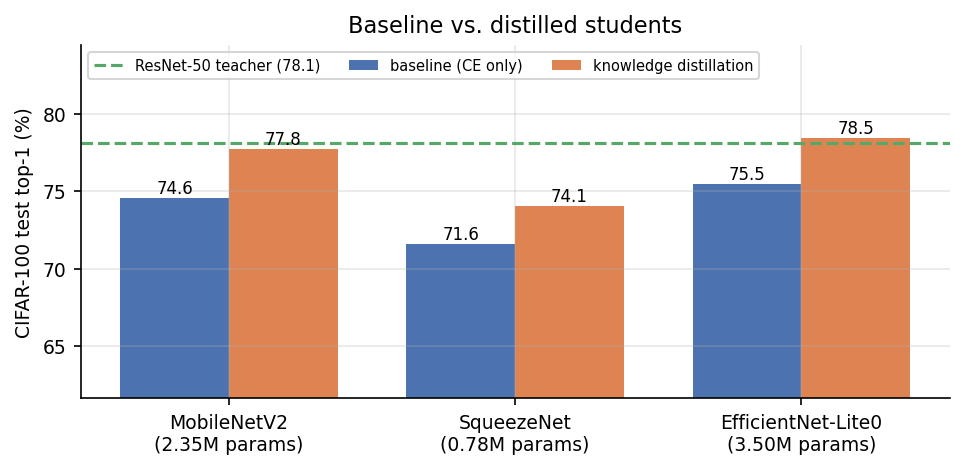 Baseline vs. distilled students
ResNet-50 teacher (78.1) baseline (CE only) knowledge distillation
CIFAR-100 test top-1 (%)
80
75
70
65
74.6
77.8
71.6
74.1
75.5
78.5
MobileNetV2
(2.35M params)
SqueezeNet
(0.78M params)
EfficientNet-Lite0
(3.50M params)